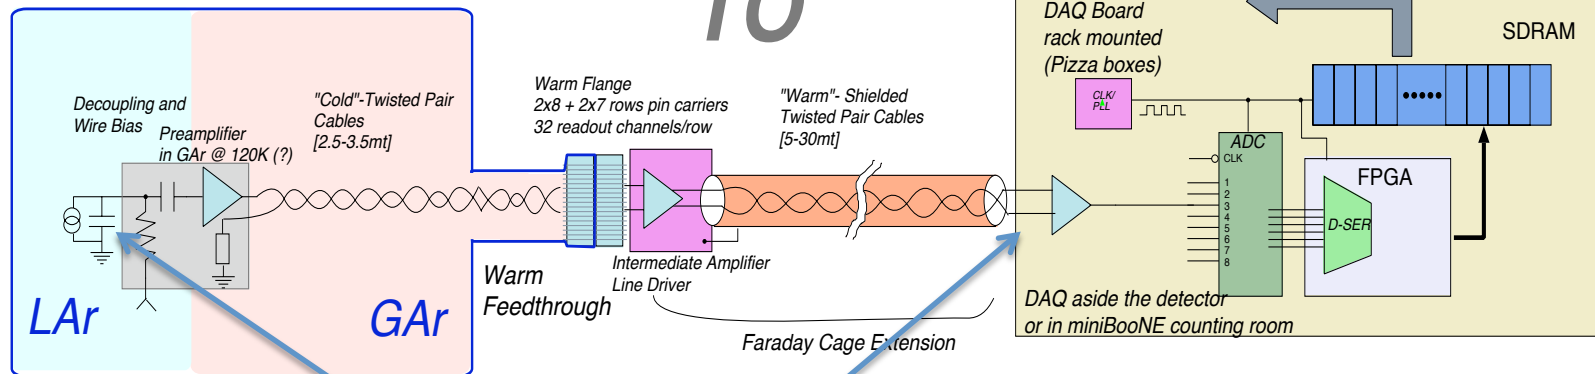 To
DAQ Board
rack mounted
(Pizza boxes)
SDRAM
CLK/
PLL
Decoupling and
Wire Bias
Preamplifier
in GAr @ 120K (?)
"Cold"-Twisted Pair
Cables
[2.5-3.5mt]
Warm Flange
2x8 + 2x7 rows pin carriers
32 readout channels/row
"Warm"- Shielded
Twisted Pair Cables
[5-30mt]
ADC
CLK
1
2
3
4
5
6
7
8
FPGA
D-SER
LAr
GAr
Warm
Feedthrough
Intermediate Amplifier
Line Driver
Faraday Cage Extension
DAQ aside the detector
or in miniBooNE counting room